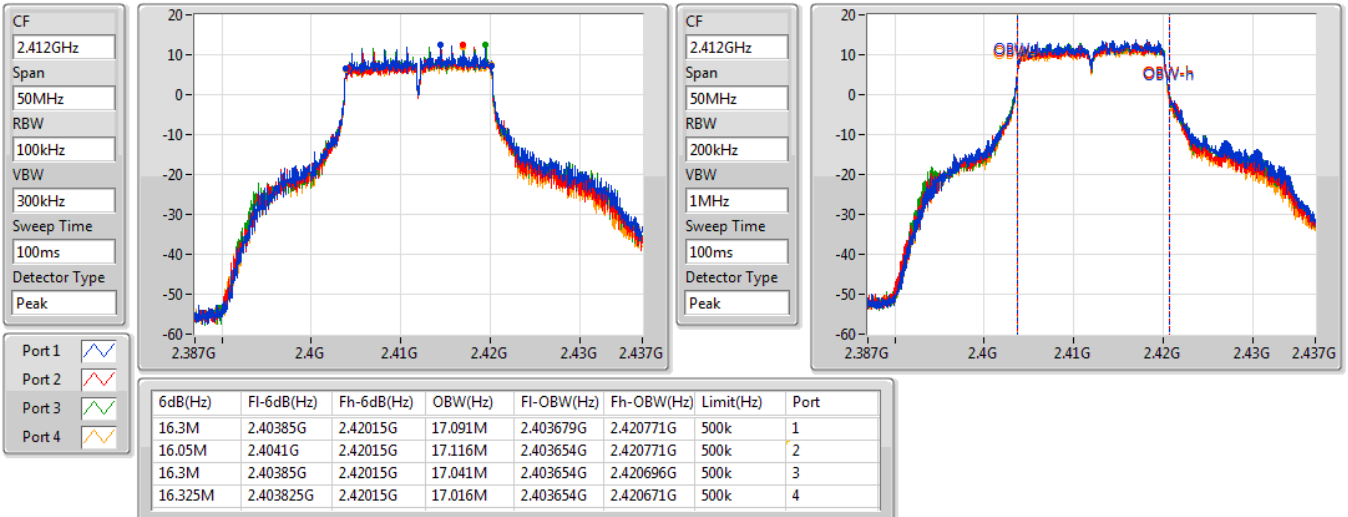 CF
2.412GHz
Span
50MHz
RBW
100kHz
VBW
300kHz
Sweep Time
100ms
Detector Type
Peak
20
10
0
-10
-20
-30
-40
-50
-60
2.387G 2.4G 2.41G 2.42G 2.43G 2.437G
CF
2.412GHz
Span
50MHz
RBW
200kHz
VBW
1MHz
Sweep Time
100ms
Detector Type
Peak
20
10
0
-10
-20
-30
-40
-50
-60
OBW-h
2.387G 2.4G 2.41G 2.42G 2.43G 2.437G
Port 1
Port 2
Port 3
Port 4
6dB(Hz) Fl-6dB(Hz) Fh-6dB(Hz) OBW(Hz) Fl-OBW(Hz) Fh-OBW(Hz) Limit(Hz) Port
16.3M 2.40385G 2.42015G 17.091M 2.403679G 2.420771G 500k 1
16.05M 2.4041G 2.42015G 17.116M 2.403654G 2.420771G 500k 2
16.3M 2.40385G 2.42015G 17.041M 2.403654G 2.420696G 500k 3
16.325M 2.403825G 2.42015G 17.016M 2.403654G 2.420671G 500k 4